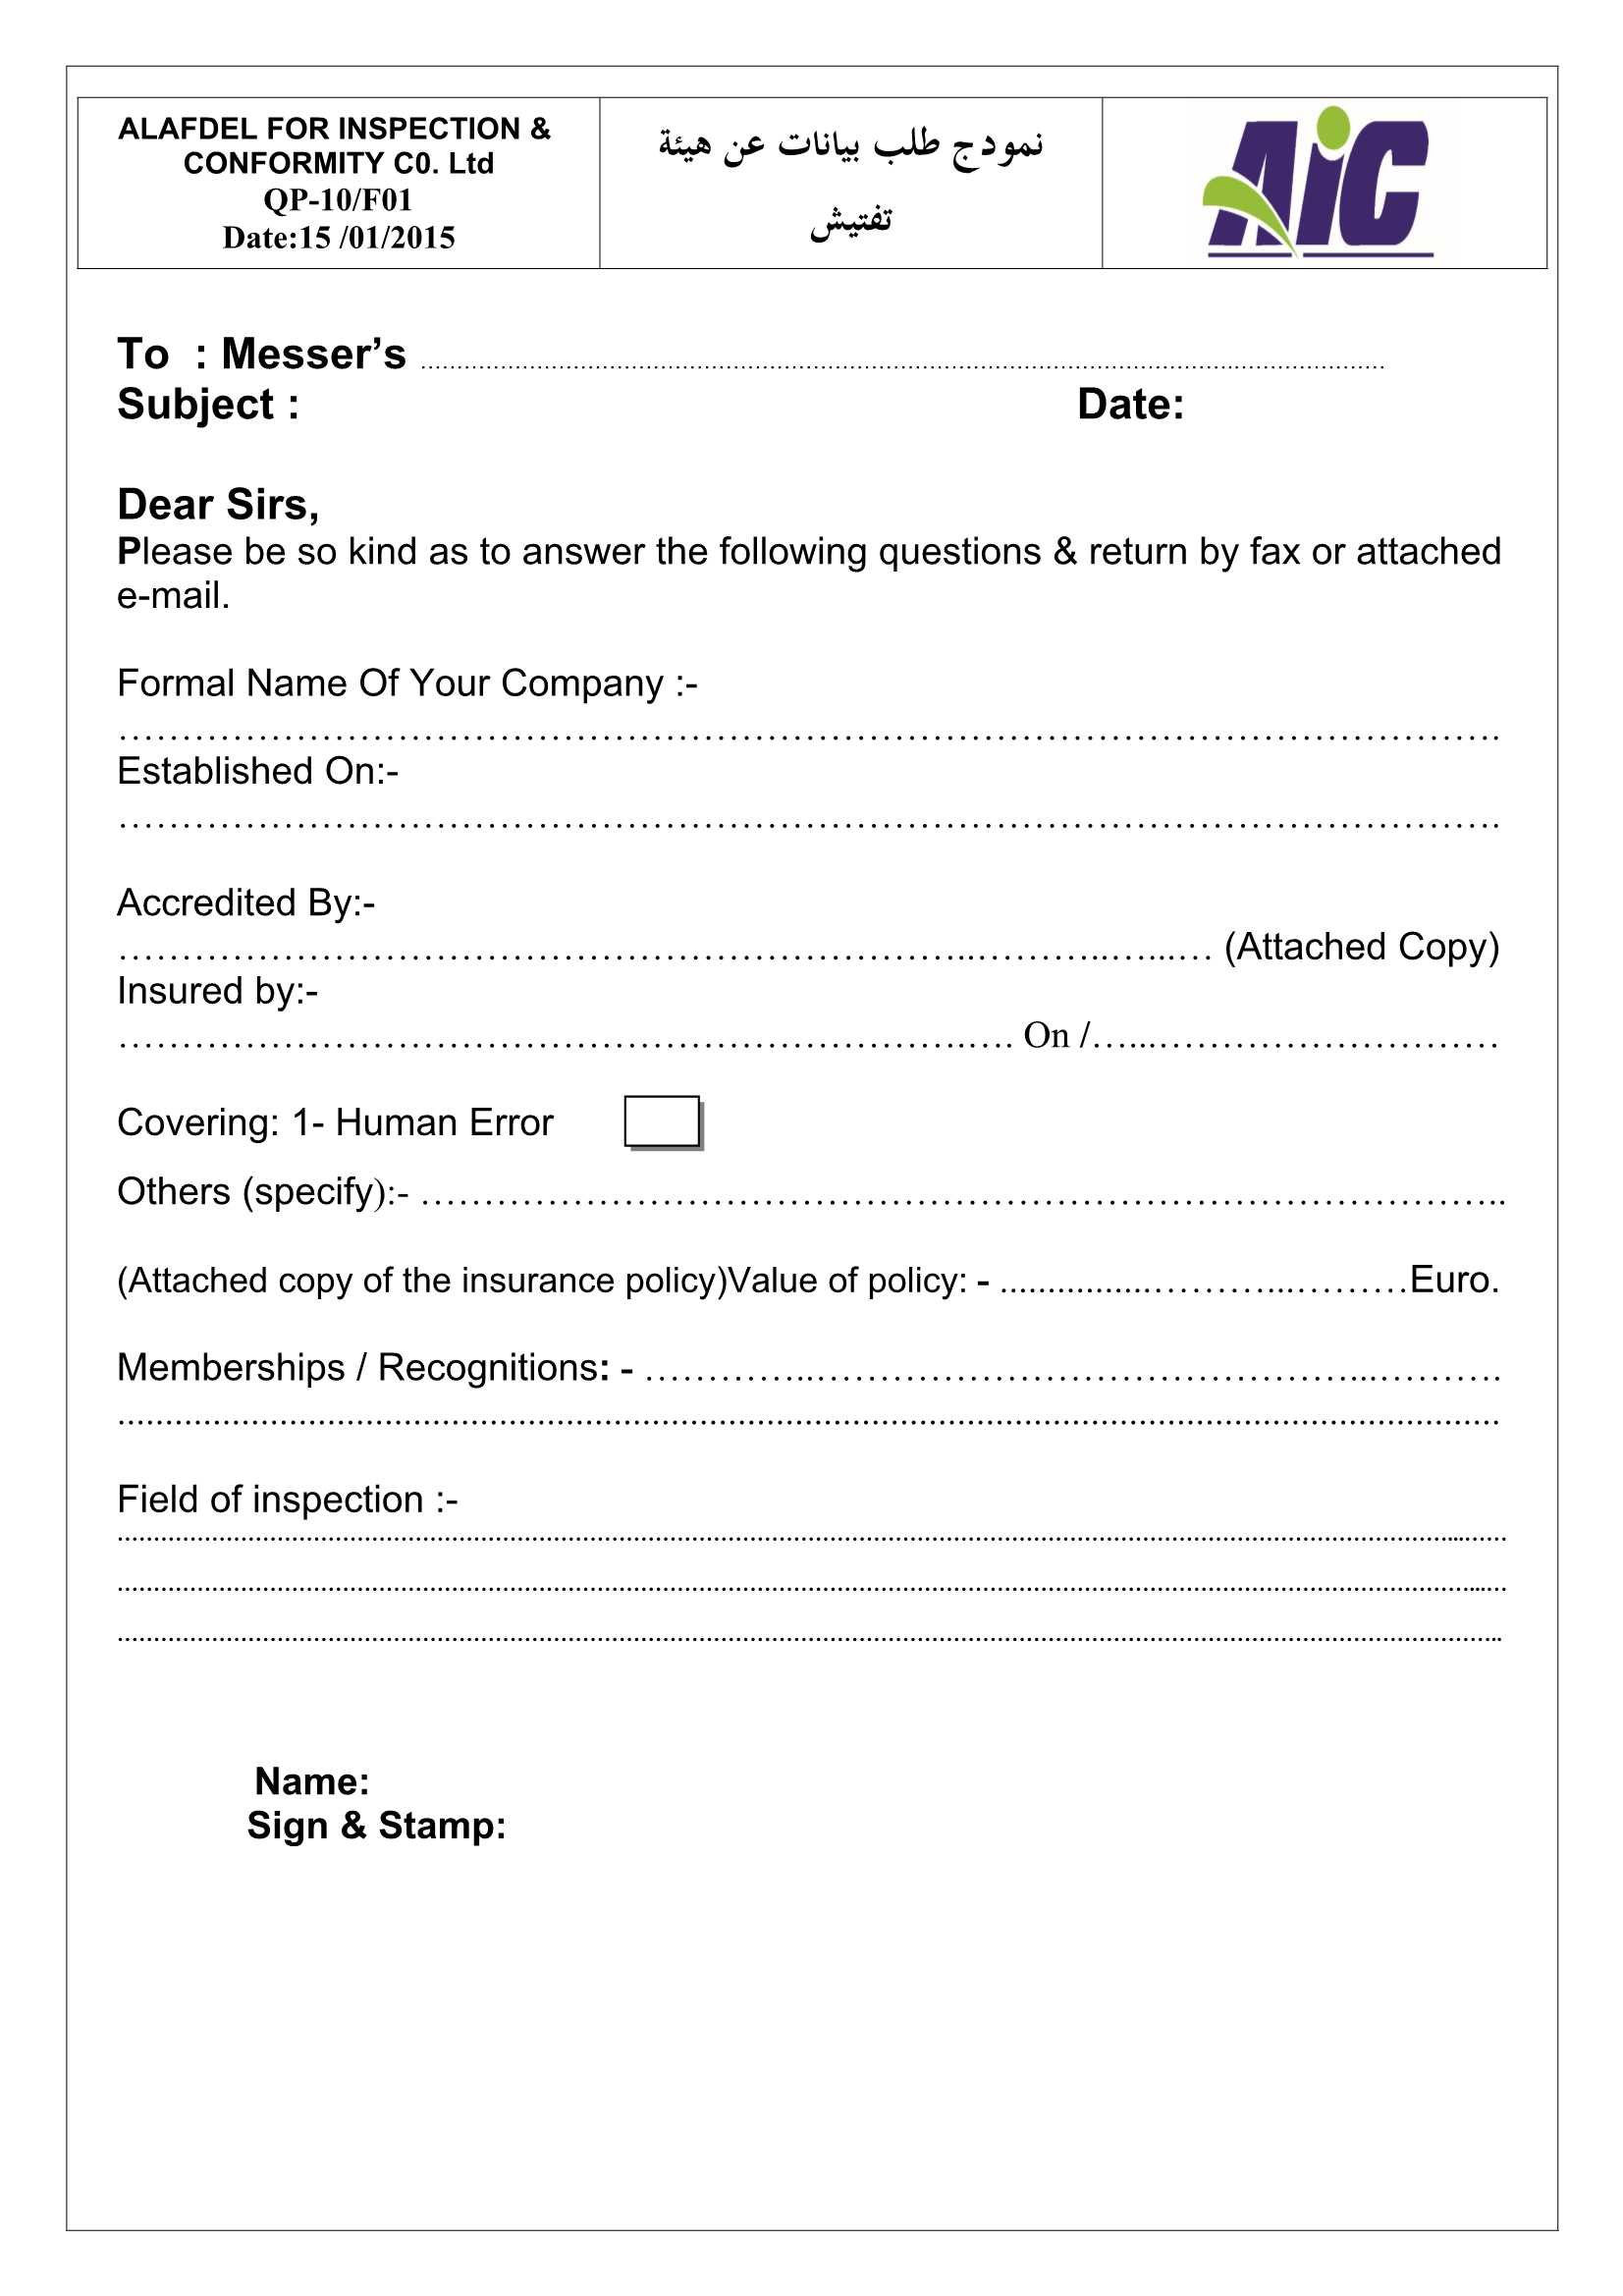 ALAFDEL FOR INSPECTION &
CONFORMITY C0. Ltd
QP-10/F01
Date:15 /01/2015
نموذج طلب بيانات عن هيئة
تفتيش
AiC
To : Messer’s ........................................................................................................
Subject : Date:
Dear Sirs,
Please be so kind as to answer the following questions & return by fax or attached
e-mail.
Formal Name Of Your Company :-
……………………………………………………………………………………………….
Established On:-
……………………………………………………………………………………………….
Accredited By:-
…………………………………………………………..………..…..… (Attached Copy)
Insured by:-
…………………………………………………………..…. On /…...………………………
Covering: 1- Human Error
Others (specify):- …………………………………………………………………………..
(Attached copy of the insurance policy)Value of policy: - ................………..………Euro.
Memberships / Recognitions: - …………..……………………………………..……….
.........................................................................................................................
Field of inspection :-
.........................................................................................................................
.........................................................................................................................
.........................................................................................................................
Name:
Sign & Stamp: